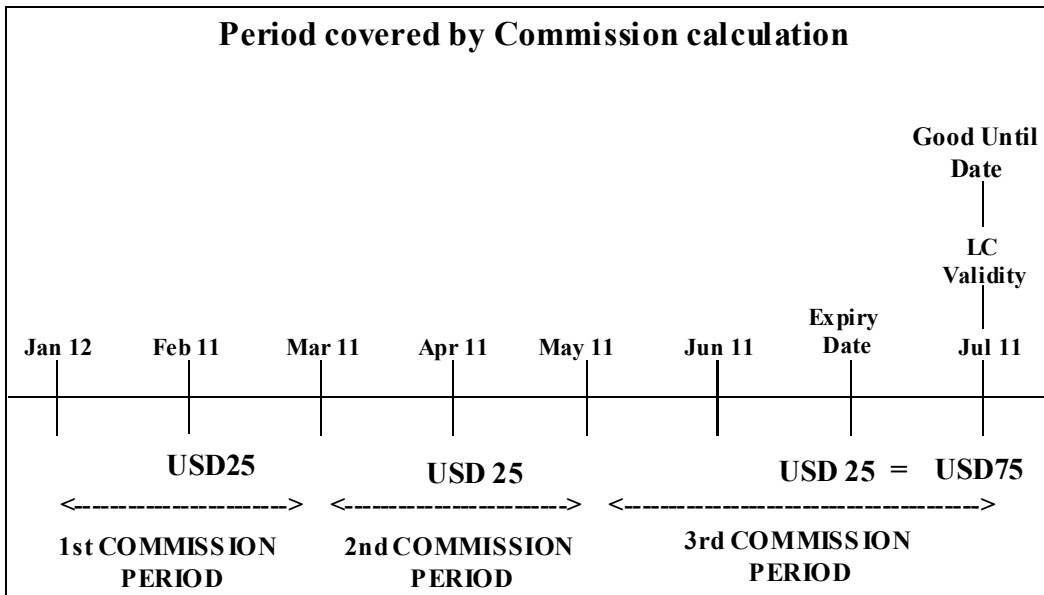 Period covered by Commission calculation
Good Until
Date
LC
Validity
Expiry
Date
Jan 12 Feb 11 Mar 11 Apr 11 May 11 Jun 11 Jul 11
USD25 USD 25 USD 25 = USD75
<-----------------------> <-----------------------> <--------------------------------------->
1st COMMISSION 2nd COMMISSION 3rd COMMISSION
PERIOD PERIOD PERIOD